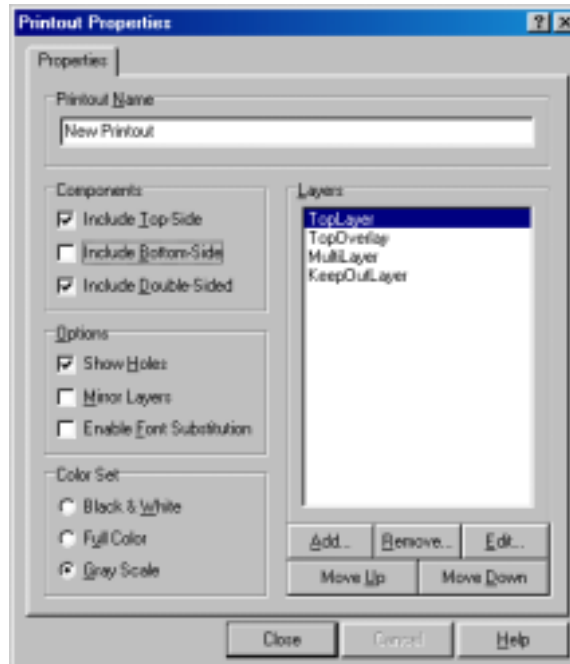 Printout Properties
Properties
Printout Name
New Printout
Components
Include Top-Side
Include Bottom-Side
Include Double-Sided
Options
Show Holes
Mirror Layers
Enable Font Substitution
Color Set
Black & White
Full Color
Gray Scale
Layers
TopLayer
TopOverlay
MultiLayer
KeepOutLayer
Add...
Remove...
Edit...
Move Up
Move Down
Close
Cancel
Help